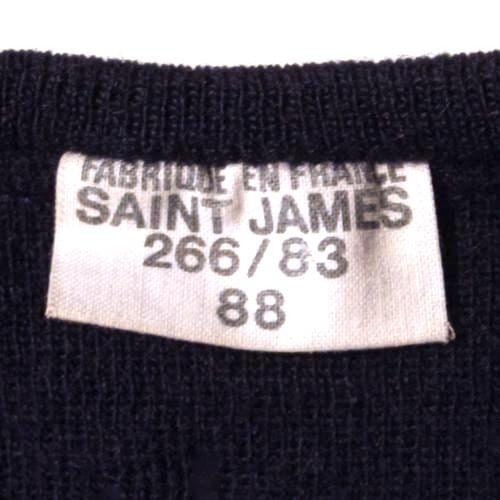 FABRIQUE EN FRANCE
SAINT JAMES
266/83
88